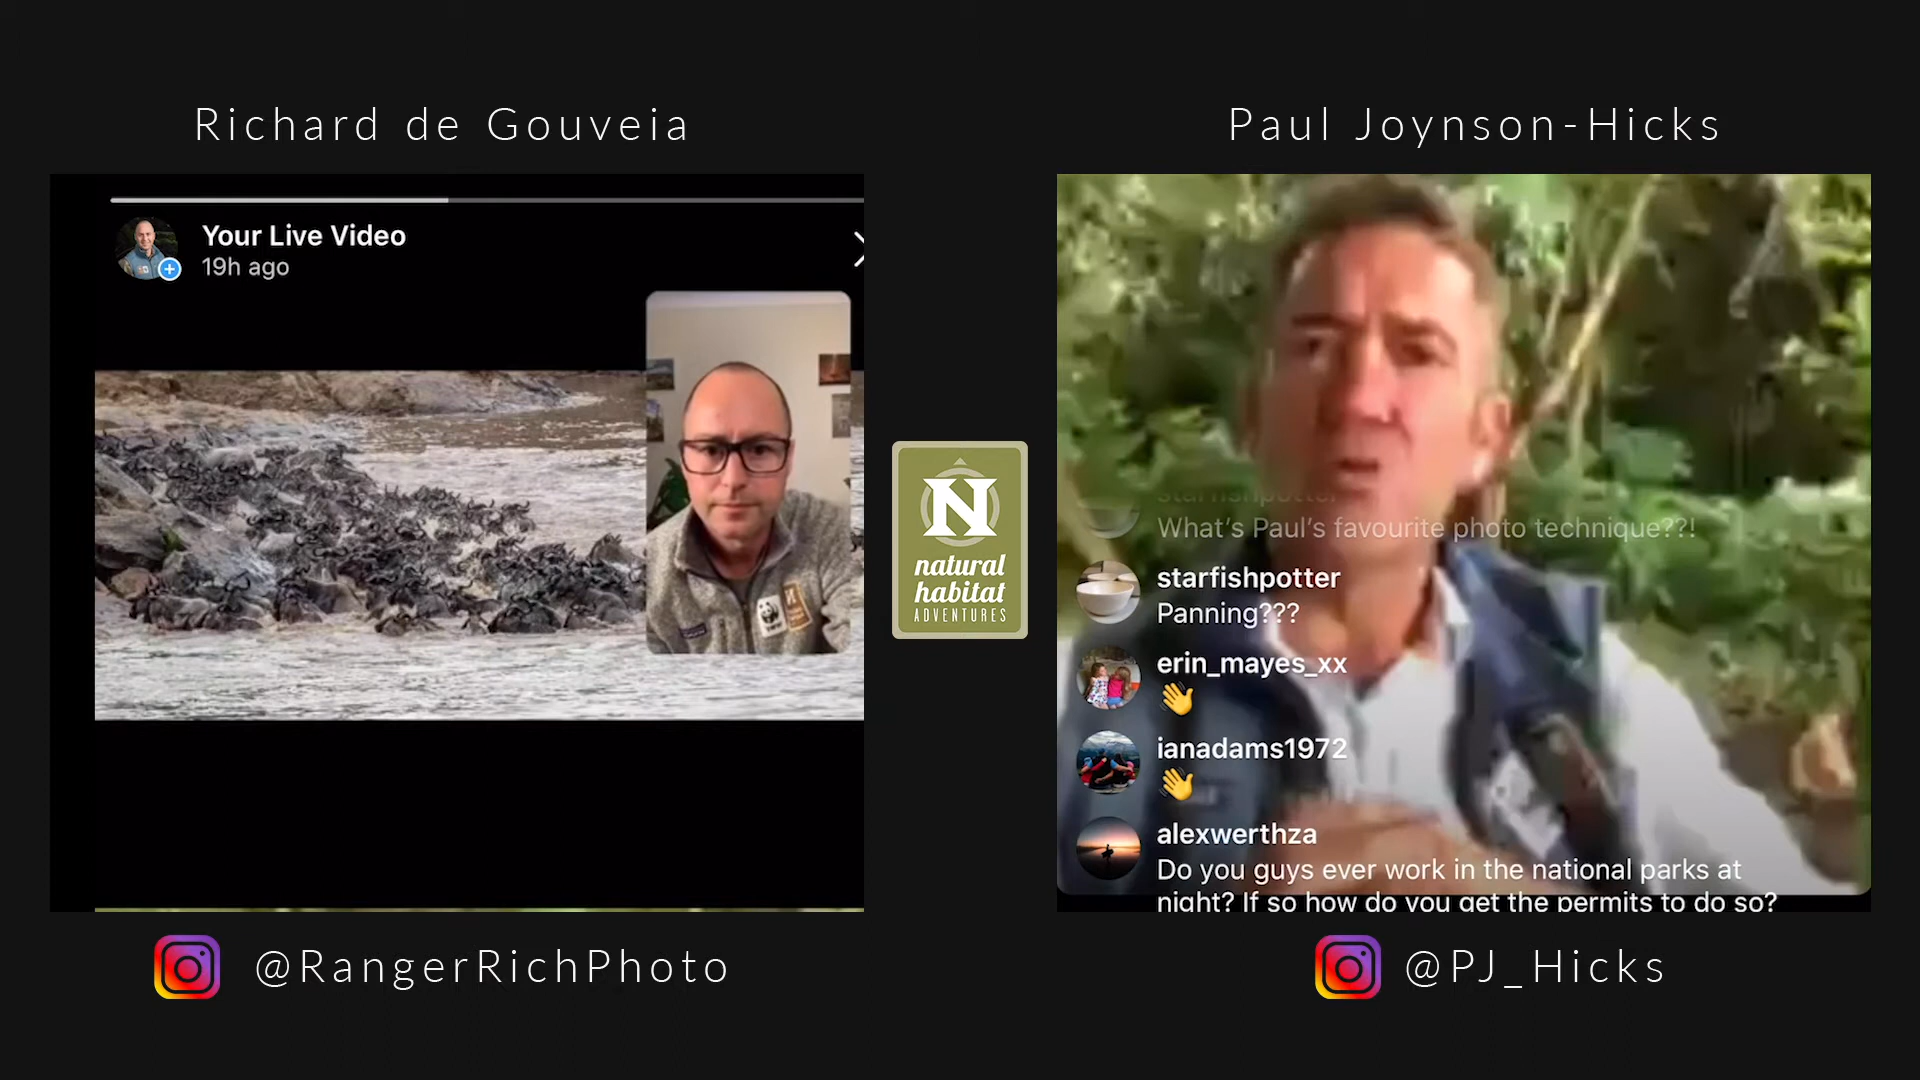 Richard de Gouveia
Paul Joynson-Hicks
Your Live Video
19h ago
N
natural
habitat
ADVENTURES
starfishpotter
What's Paul's favourite photo technique??!
starfishpotter
Panning???
erin_mayes_xx
👋
ianadams1972
👋
alexwerthza
Do you guys ever work in the national parks at
night? If so how do you get the permits to do so?
@RangerRichPhoto
@PJ_Hicks